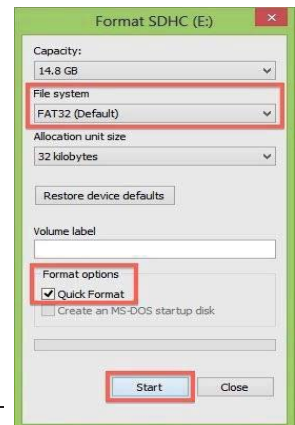 Format SDHC (E:)
Capacity:
14.8 GB
File system
FAT32 (Default)
Allocation unit size
32 kilobytes
Restore device defaults
Volume label
Format options
Quick Format
Create an MS-DOS startup disk
Start Close